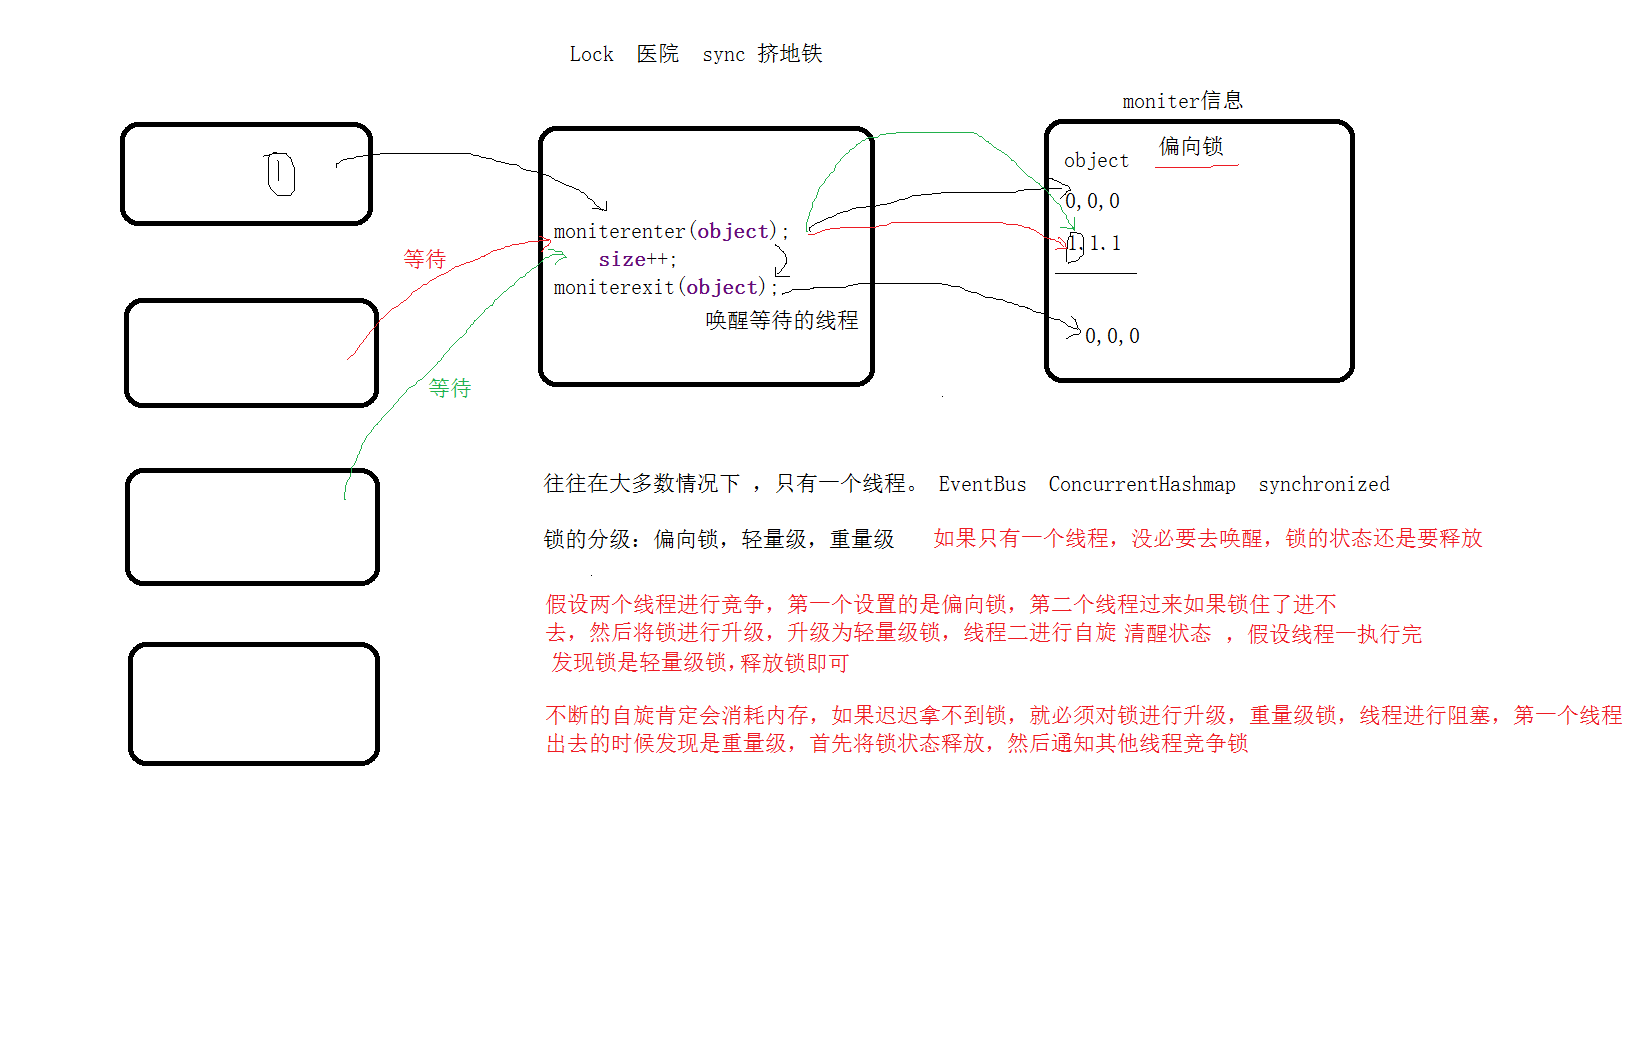 Lock 医院 sync 挤地铁
moniter信息
偏向锁
object
0,0,0
1.1.1
0,0,0
1
moniterenter(object);
size++;
moniterexit(object);
唤醒等待的线程
等待
等待
往往在大多数情况下 ，只有一个线程。 EventBus ConcurrentHashmap synchronized
锁的分级：偏向锁，轻量级，重量级 如果只有一个线程，没必要去唤醒，锁的状态还是要释放
假设两个线程进行竞争，第一个设置的是偏向锁，第二个线程过来如果锁住了进不
去，然后将锁进行升级，升级为轻量级锁，线程二进行自旋 清醒状态 ，假设线程一执行完
发现锁是轻量级锁，释放锁即可
不断的自旋肯定会消耗内存，如果迟迟拿不到锁，就必须对锁进行升级，重量级锁，线程进行阻塞，第一个线程
出去的时候发现是重量级，首先将锁状态释放，然后通知其他线程竞争锁